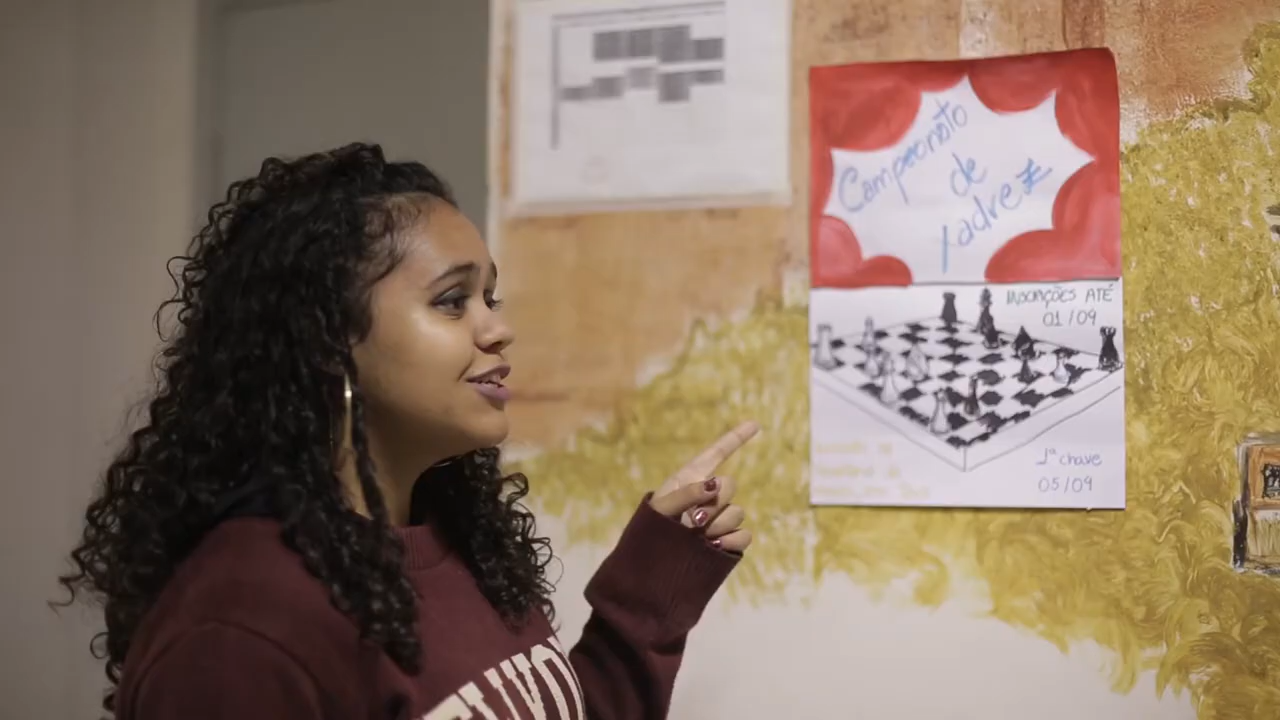 Campeonato
de
Xadrez
INSCRIÇÕES ATÉ
01/09
1ª chave
05/09